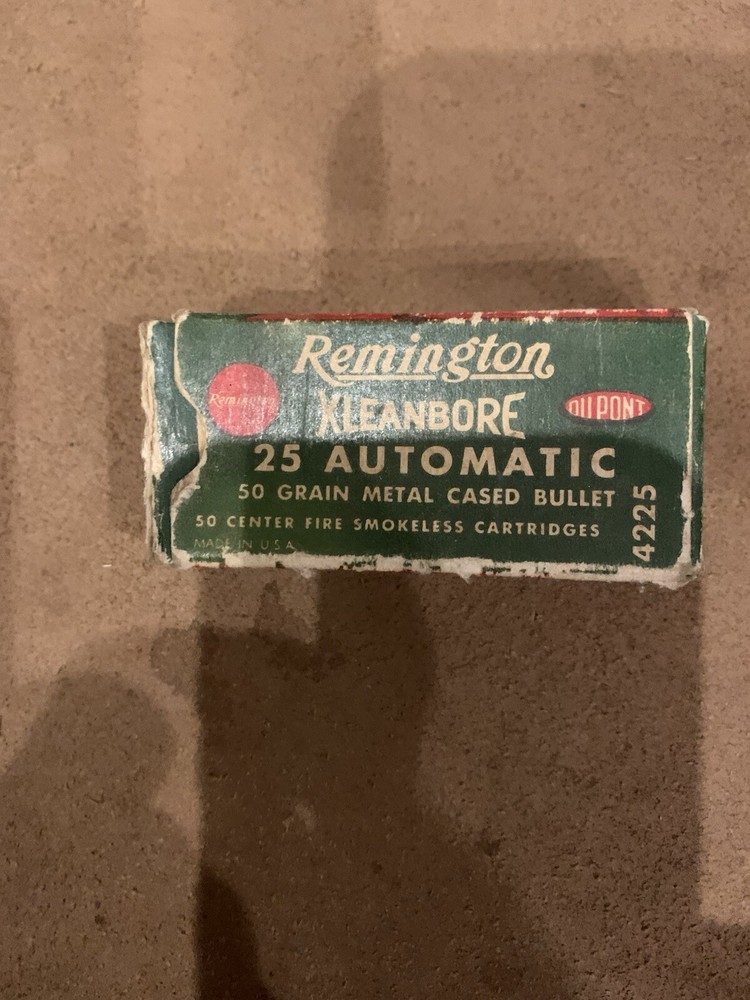 Remington
Remington
KLEANBORE
DU PONT
25 AUTOMATIC
50 GRAIN METAL CASED BULLET
50 CENTER FIRE SMOKELESS CARTRIDGES
MADE IN U.S.A.
4225